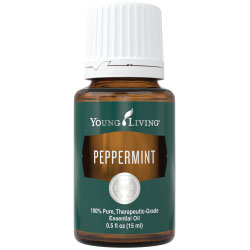 YOUNG LIVING®
PEPPERMINT
100% Pure, Therapeutic-Grade
Essential Oil
0.5 fl oz (15 ml)